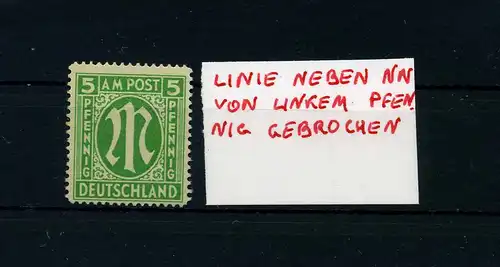 5 AM POST 5
PFENNIG M PFENNIG
DEUTSCHLAND
LINIE NEBEN NN
VON LINKEM PFEN
NIG GEBROCHEN